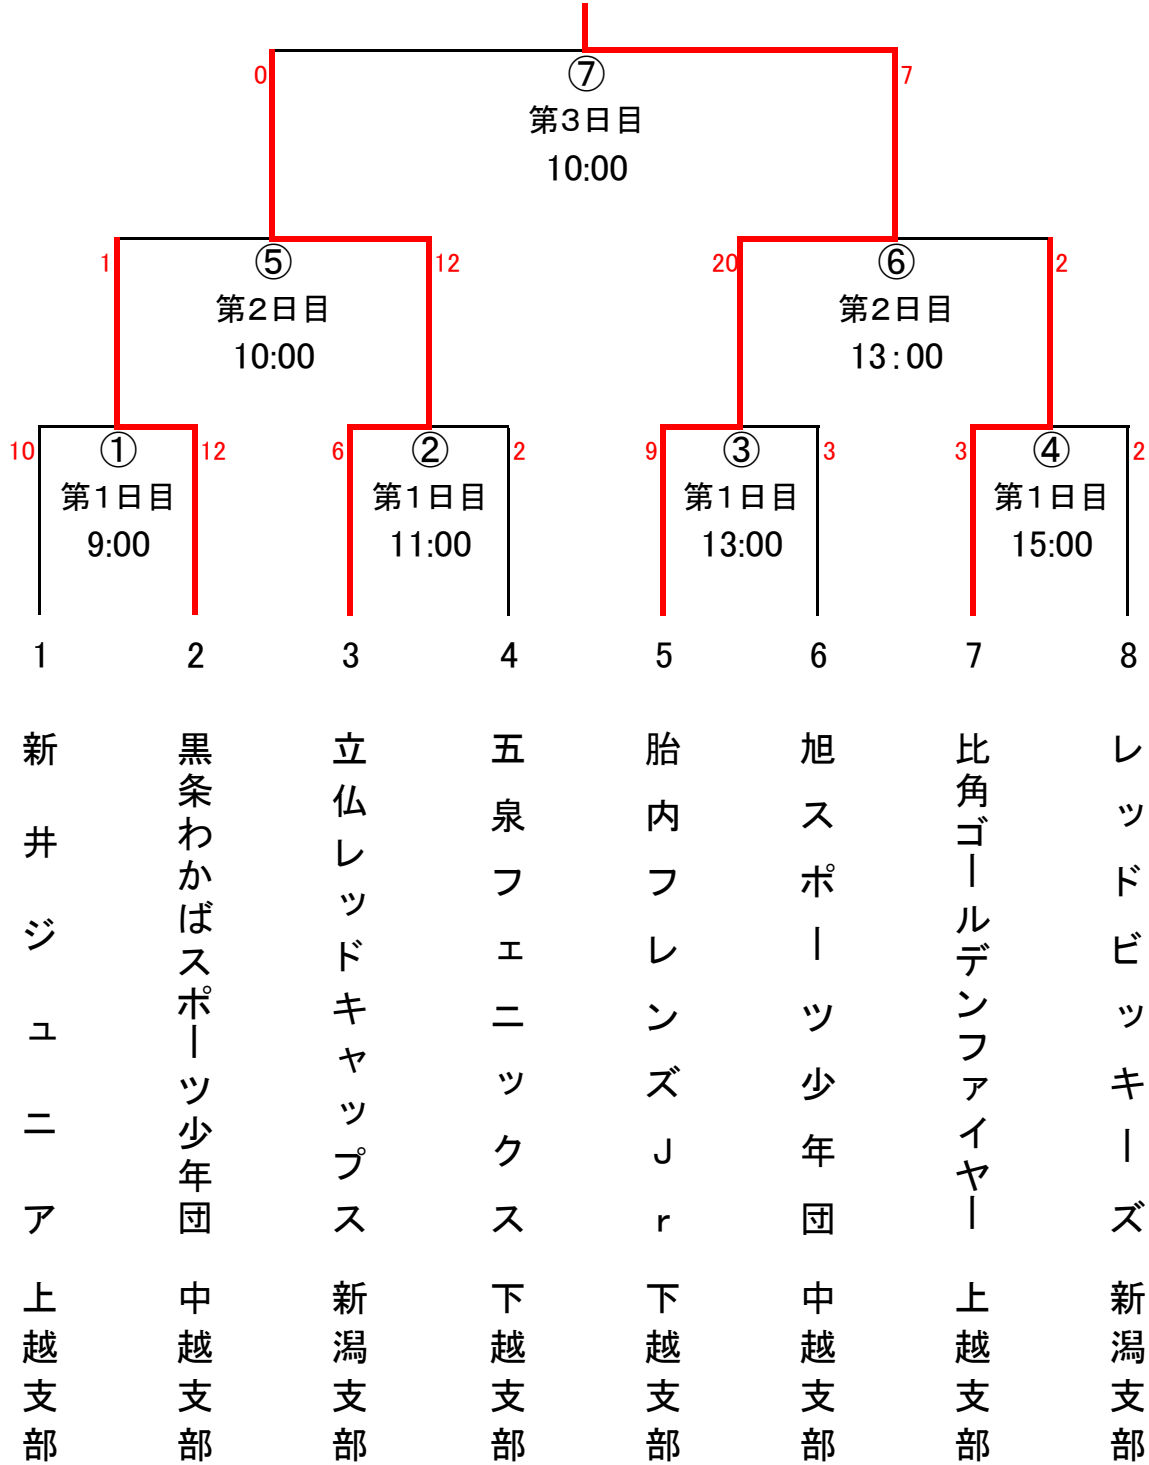 0
⑦
7
第3日目
10:00
1
⑤
12
20
⑥
2
第2日目
第2日目
10:00
13:00
10
①
12
6
②
2
9
③
3
3
④
2
第1日目
第1日目
第1日目
第1日目
9:00
11:00
13:00
15:00
1
2
3
4
5
6
7
8
新井ジュニア
黒条わかばスポーツ少年団
立仏レッドキャップス
五泉フェニックス
胎内フレンズJr
旭スポーツ少年団
比角ゴールデンファイヤー
レッドビッキーズ
上越支部
中越支部
新潟支部
下越支部
下越支部
中越支部
上越支部
新潟支部